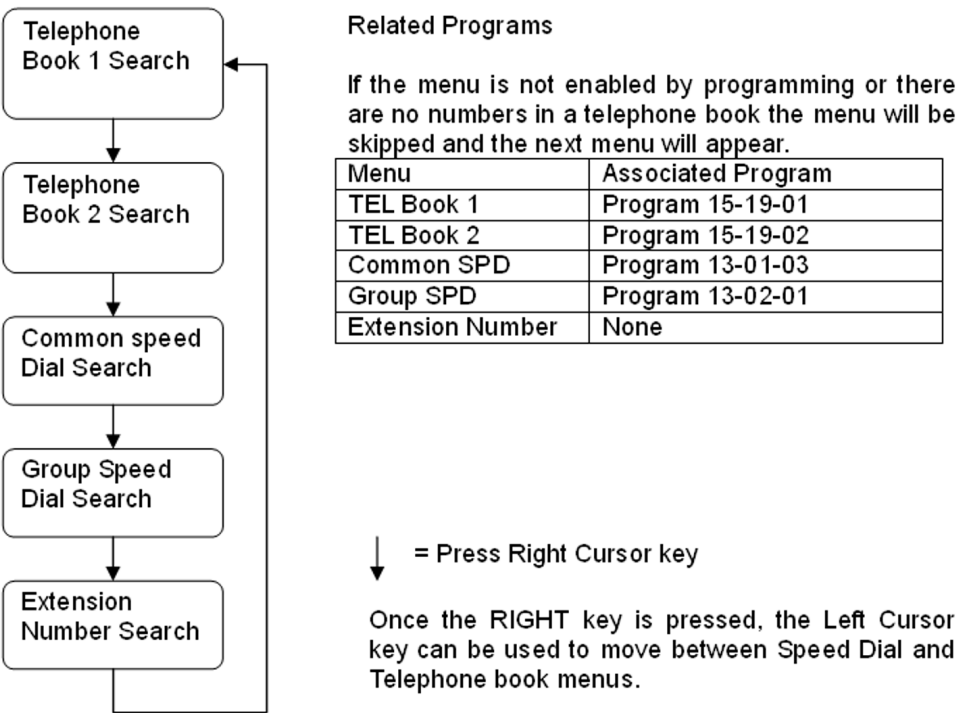 Telephone
Book 1 Search
Telephone
Book 2 Search
Common speed
Dial Search
Group Speed
Dial Search
Extension
Number Search
Related Programs
If the menu is not enabled by programming or there
are no numbers in a telephone book the menu will be
skipped and the next menu will appear.
Menu Associated Program
TEL Book 1 Program 15-19-01
TEL Book 2 Program 15-19-02
Common SPD Program 13-01-03
Group SPD Program 13-02-01
Extension Number None
= Press Right Cursor key
Once the RIGHT key is pressed, the Left Cursor
key can be used to move between Speed Dial and
Telephone book menus.